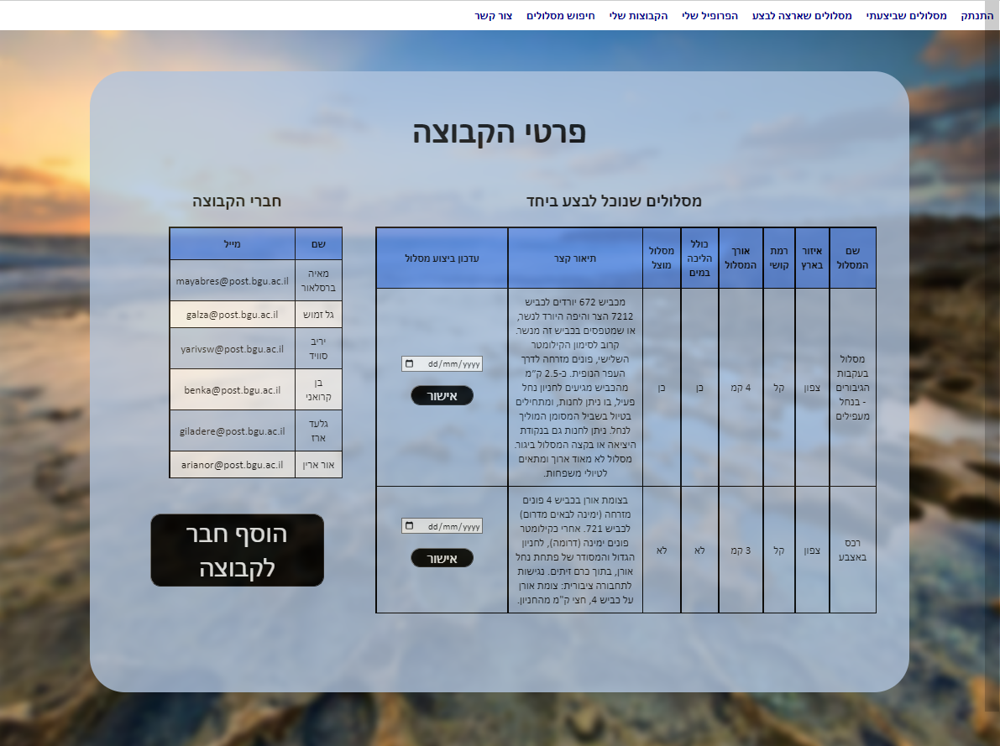 התנתק מסלולים שביצעתי מסלולים שארצה לבצע הפרופיל שלי הקבוצות שלי חיפוש מסלולים צור קשר
פרטי הקבוצה
מסלולים שנוכל לבצע ביחד
שם
המסלול
איזור
בארץ
רמת
קושי
אורך
המסלול
כולל
הליכה
במים
מסלול
מוצל
תיאור קצר
עדכון ביצוע מסלול
מסלול
בעקבות
הגיבורים
- בנחל
מעפילים
צפון
קל
4 קמ
כן
כן
מכביש 672 יורדים לכביש
7212 הצר והיפה היורד לנשר,
או שמטפסים בכביש זה מנשר.
קרוב לסימון הקילומטר
השלישי, פונים מזרחה לדרך
העפר הנופית. כ-2.5 ק"מ
מהכביש מגיעים לחניון נחל
פעיל, בו ניתן לחנות, ומתחילים
בטיול בשביל המסומן המוליך
לנחל. ניתן לחנות גם בנקודת
היציאה או בקצה המסלול ביגור.
מסלול לא מאוד ארוך ומתאים
לטיולי משפחות.
dd/mm/yyyy
אישור
רכס
באצבע
צפון
קל
3 קמ
לא
לא
בצומת אורן בכביש 4 פונים
מזרחה (ימינה לבאים מדרום)
לכביש 721. אחרי כקילומטר
פונים ימינה (דרומה), לחניון
הגדול והמסודר של פתחת נחל
אורן, בתוך כרם זיתים. נגישות
לתחבורה ציבורית: צומת אורן
על כביש 4, חצי ק"מ מהחניון.
dd/mm/yyyy
אישור
חברי הקבוצה
שם
מייל
מאיה
ברסלאור
mayabres@post.bgu.ac.il
גל זמוש
galza@post.bgu.ac.il
יריב
סוויד
yarivsw@post.bgu.ac.il
בן
קרואני
benka@post.bgu.ac.il
גלעד
ארז
giladere@post.bgu.ac.il
אור ארין
arianor@post.bgu.ac.il
הוסף חבר
לקבוצה